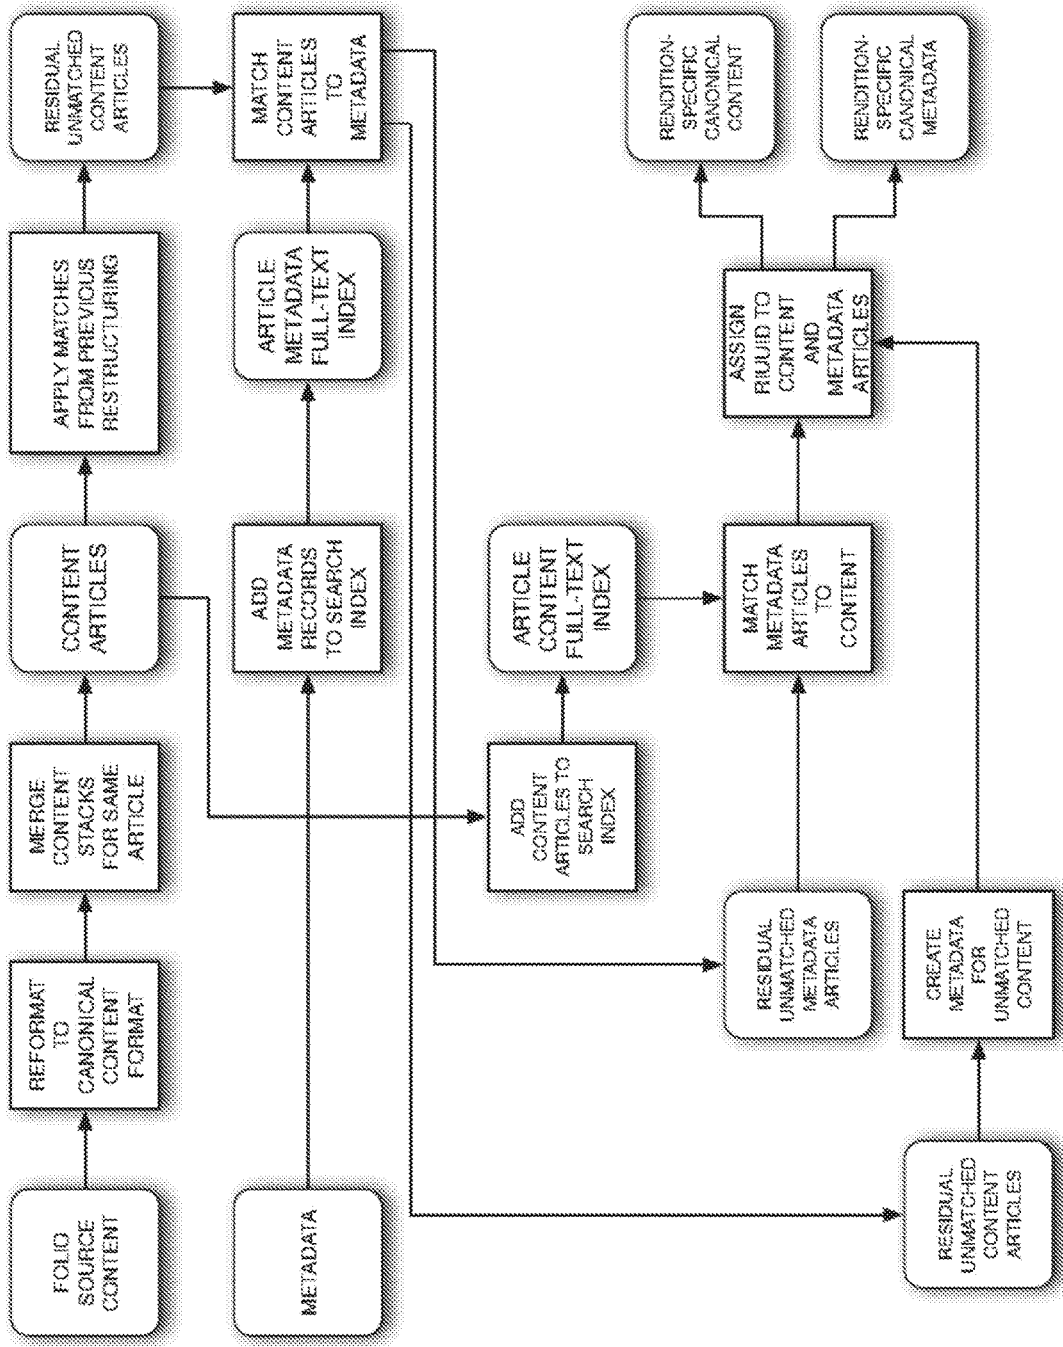 FOLIO
SOURCE
CONTENT
REFORMAT
TO
CANONICAL
CONTENT
FORMAT
MERGE
CONTENT
STACKS
FOR SAME
ARTICLE
CONTENT
ARTICLES
APPLY MATCHES
FROM PREVIOUS
RESTRUCTURING
RESIDUAL
UNMATCHED
CONTENT
ARTICLES
METADATA
ADD
METADATA
RECORDS
TO SEARCH
INDEX
ARTICLE
METADATA
FULL-TEXT
INDEX
MATCH
CONTENT
ARTICLES
TO
METADATA
ADD
CONTENT
ARTICLES TO
SEARCH
INDEX
ARTICLE
CONTENT
FULL-TEXT
INDEX
RESIDUAL
UNMATCHED
METADATA
ARTICLES
MATCH
METADATA
ARTICLES
TO
CONTENT
ASSIGN
RIUUID TO
CONTENT
AND
METADATA
ARTICLES
RENDITION-
SPECIFIC
CANONICAL
CONTENT
RENDITION-
SPECIFIC
CANONICAL
METADATA
RESIDUAL
UNMATCHED
CONTENT
ARTICLES
CREATE
METADATA
FOR
UNMATCHED
CONTENT